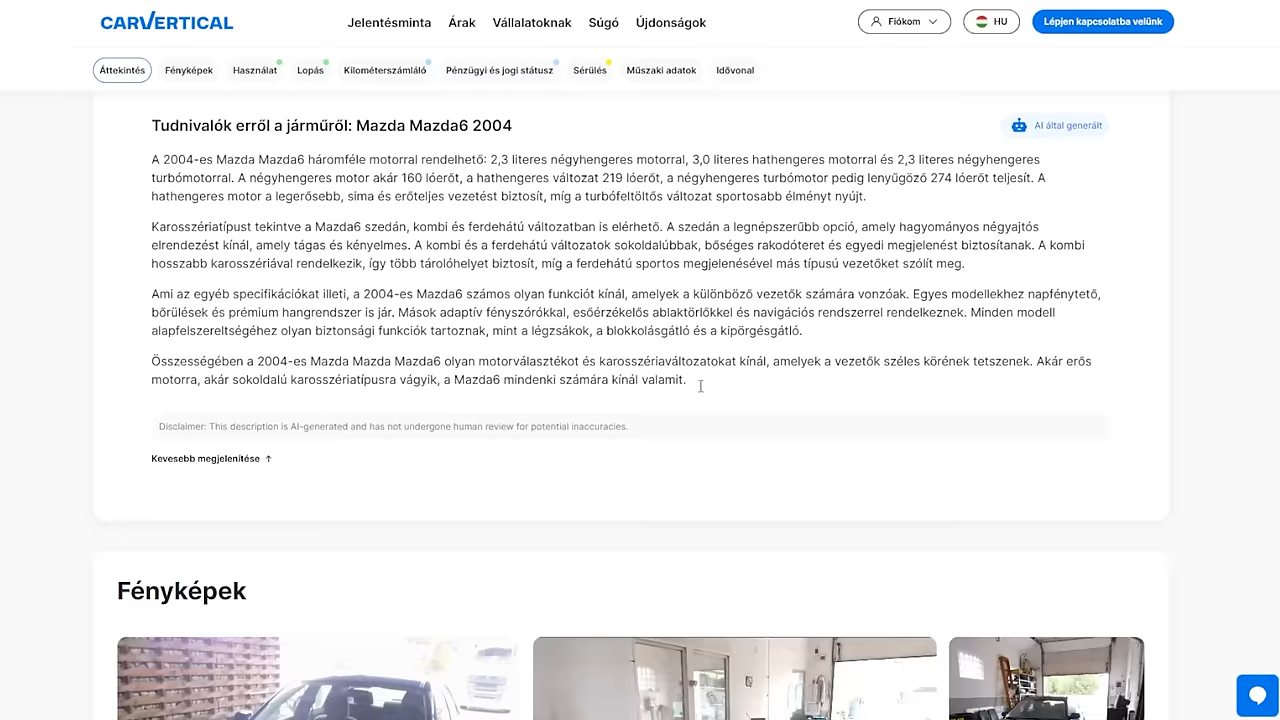 CARVERTICAL
Jelentésminta Árak Vállalatoknak Súgó Újdonságok
Fiókom
HU
Lépjen kapcsolatba velünk
Áttekintés Fényképek Használat Lopás Kilométerszámláló Pénzügyi és jogi státusz Sérülés Műszaki adatok Idővonal
Tudnivalók erről a járműről: Mazda Mazda6 2004
AI által generált
A 2004-es Mazda Mazda6 háromféle motorral rendelhető: 2,3 literes négyhengeres motorral, 3,0 literes hathengeres motorral és 2,3 literes négyhengeres
turbómotorral. A négyhengeres motor akár 160 lóerőt, a hathengeres változat 219 lóerőt, a négyhengeres turbómotor pedig lenyűgöző 274 lóerőt teljesít. A
hathengeres motor a legerősebb, sima és erőteljes vezetést biztosít, míg a turbófeltöltős változat sportosabb élményt nyújt.
Karosszériatípust tekintve a Mazda6 szedán, kombi és ferdehátú változatban is elérhető. A szedán a legnépszerűbb opció, amely hagyományos négyajtós
elrendezést kínál, amely tágas és kényelmes. A kombi és a ferdehátú változatok sokoldalúbbak, bőséges rakodóteret és egyedi megjelenést biztosítanak. A kombi
hosszabb karosszériával rendelkezik, így több tárolóhelyet biztosít, míg a ferdehátú sportos megjelenésével más típusú vezetőket szólít meg.
Ami az egyéb specifikációkat illeti, a 2004-es Mazda6 számos olyan funkciót kínál, amelyek a különböző vezetők számára vonzóak. Egyes modellekhez napfénytető,
bőrülések és prémium hangrendszer is jár. Mások adaptív fényszórókkal, esőérzékelős ablaktörlőkkel és navigációs rendszerrel rendelkeznek. Minden modell
alapfelszereltségéhez olyan biztonsági funkciók tartoznak, mint a légzsákok, a blokkolásgátló és a kipörgésgátló.
Összességében a 2004-es Mazda Mazda Mazda6 olyan motorválasztékot és karosszériaváltozatokat kínál, amelyek a vezetők széles körének tetszenek. Akár erős
motorra, akár sokoldalú karosszériatípusra vágyik, a Mazda6 mindenki számára kínál valamit.
Disclaimer: This description is AI-generated and has not undergone human review for potential inaccuracies.
Kevesebb megjelenítése ↑
Fényképek